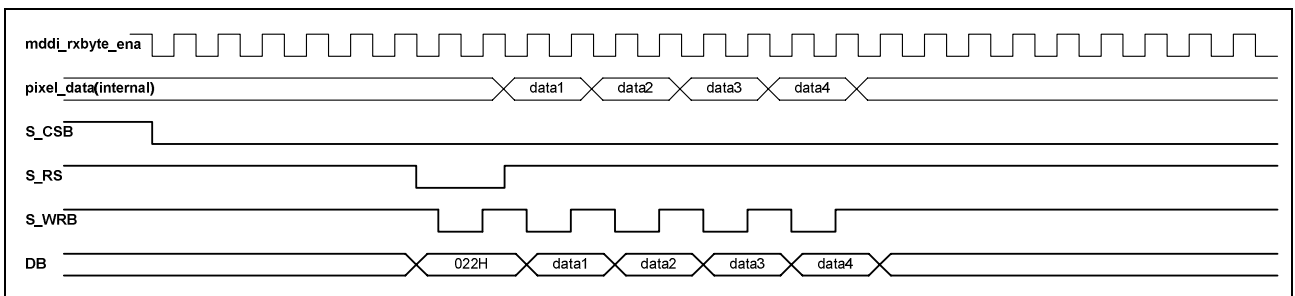 mddi_rxbyte_ena
pixel_data(internal) data1 data2 data3 data4
S_CSB
S_RS
S_WRB
DB 022H data1 data2 data3 data4